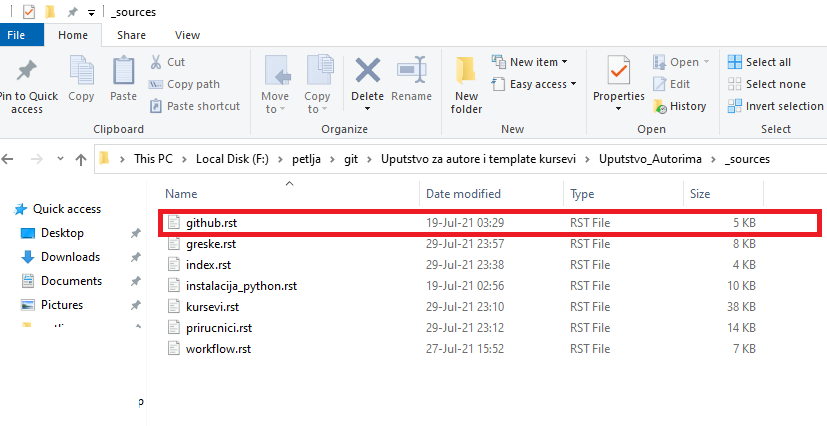 _sources
File Home Share View
Pin to Quick access
Copy
Paste
Cut
Copy path
Paste shortcut
Clipboard
Move to
Copy to
Delete
Rename
Organize
New folder
New item
Easy access
New
Properties
Open
Edit
History
Open
Select all
Select none
Invert selection
Select
This PC > Local Disk (F:) > petlja > git > Uputstvo za autore i template kursevi > Uputstvo_Autorima > _sources
Quick access
Desktop
Downloads
Documents
Pictures
Name Date modified Type Size
github.rst 19-Jul-21 03:29 RST File 5 KB
greske.rst 29-Jul-21 23:57 RST File 8 KB
index.rst 29-Jul-21 23:38 RST File 4 KB
instalacija_python.rst 19-Jul-21 02:56 RST File 10 KB
kursevi.rst 29-Jul-21 23:10 RST File 38 KB
prirucnici.rst 29-Jul-21 23:12 RST File 14 KB
workflow.rst 27-Jul-21 15:52 RST File 7 KB